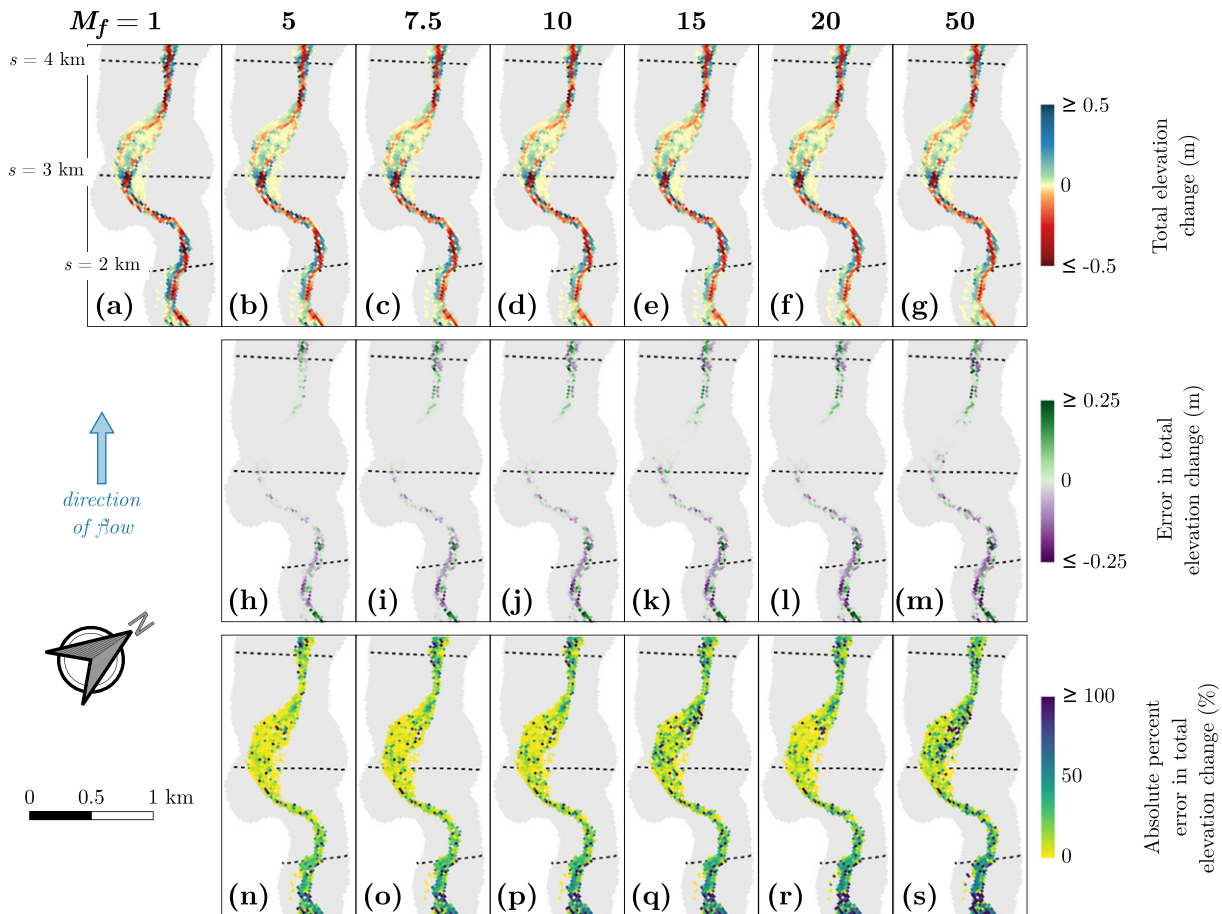 M_f = 1 5 7.5 10 15 20 50
s = 4 km
s = 3 km
s = 2 km
(a) (b) (c) (d) (e) (f) (g)
≥ 0.5
0
≤ -0.5
Total elevation
change (m)
(h) (i) (j) (k) (l) (m)
≥ 0.25
0
≤ -0.25
Error in total
elevation change (m)
direction
of flow
N
0 0.5 1 km
(n) (o) (p) (q) (r) (s)
≥ 100
50
0
Absolute percent
error in total
elevation change (%)